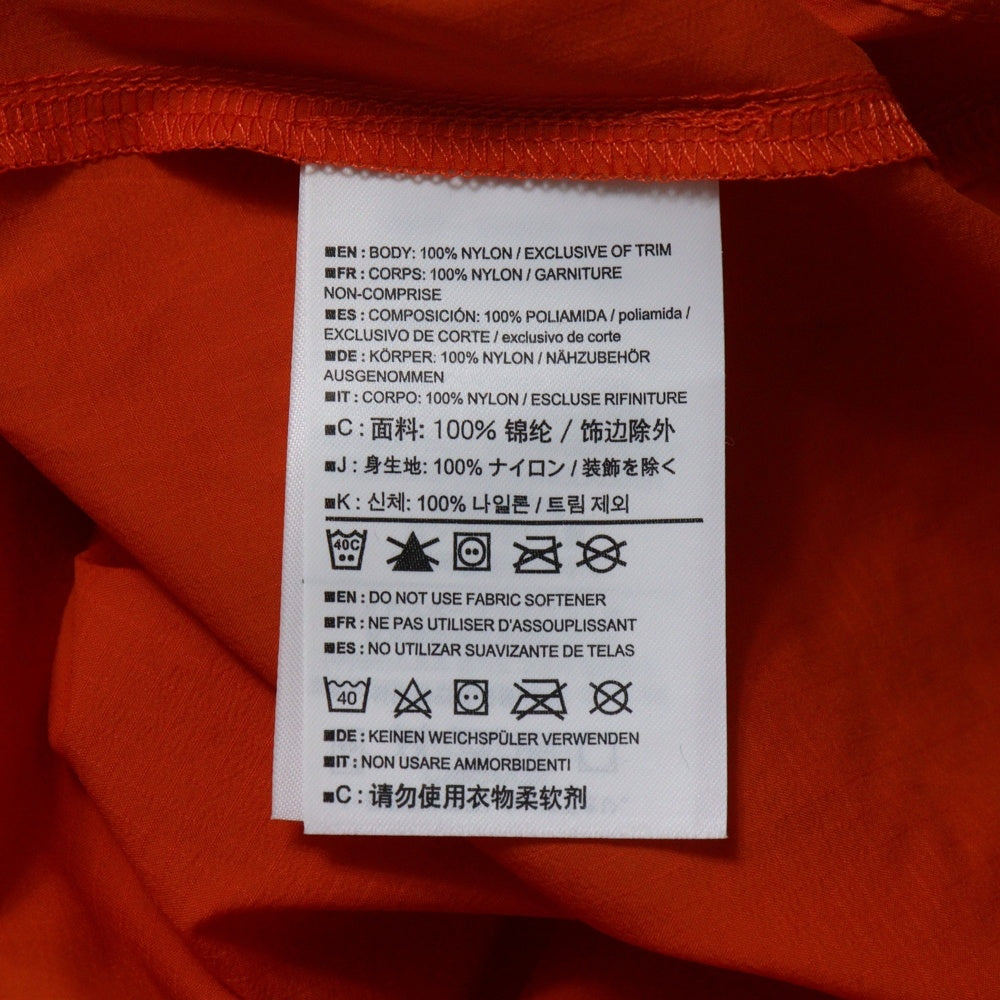 EN : BODY: 100% NYLON / EXCLUSIVE OF TRIM
FR : CORPS: 100% NYLON / GARNITURE
NON-COMPRISE
ES : COMPOSICIÓN: 100% POLIAMIDA / poliamida /
EXCLUSIVO DE CORTE / exclusivo de corte
DE : KÖRPER: 100% NYLON / NÄHZUBEHÖR
AUSGENOMMEN
IT : CORPO: 100% NYLON / ESCLUSE RIFINITURE
C : 面料: 100% 锦纶 / 饰边除外
J : 身生地: 100% ナイロン / 装飾を除く
K : 신체: 100% 나일론 / 트림 제외
40C
EN : DO NOT USE FABRIC SOFTENER
FR : NE PAS UTILISER D'ASSOUPLISSANT
ES : NO UTILIZAR SUAVIZANTE DE TELAS
40
DE : KEINEN WEICHSPÜLER VERWENDEN
IT : NON USARE AMMORBIDENTI
C : 请勿使用衣物柔软剂